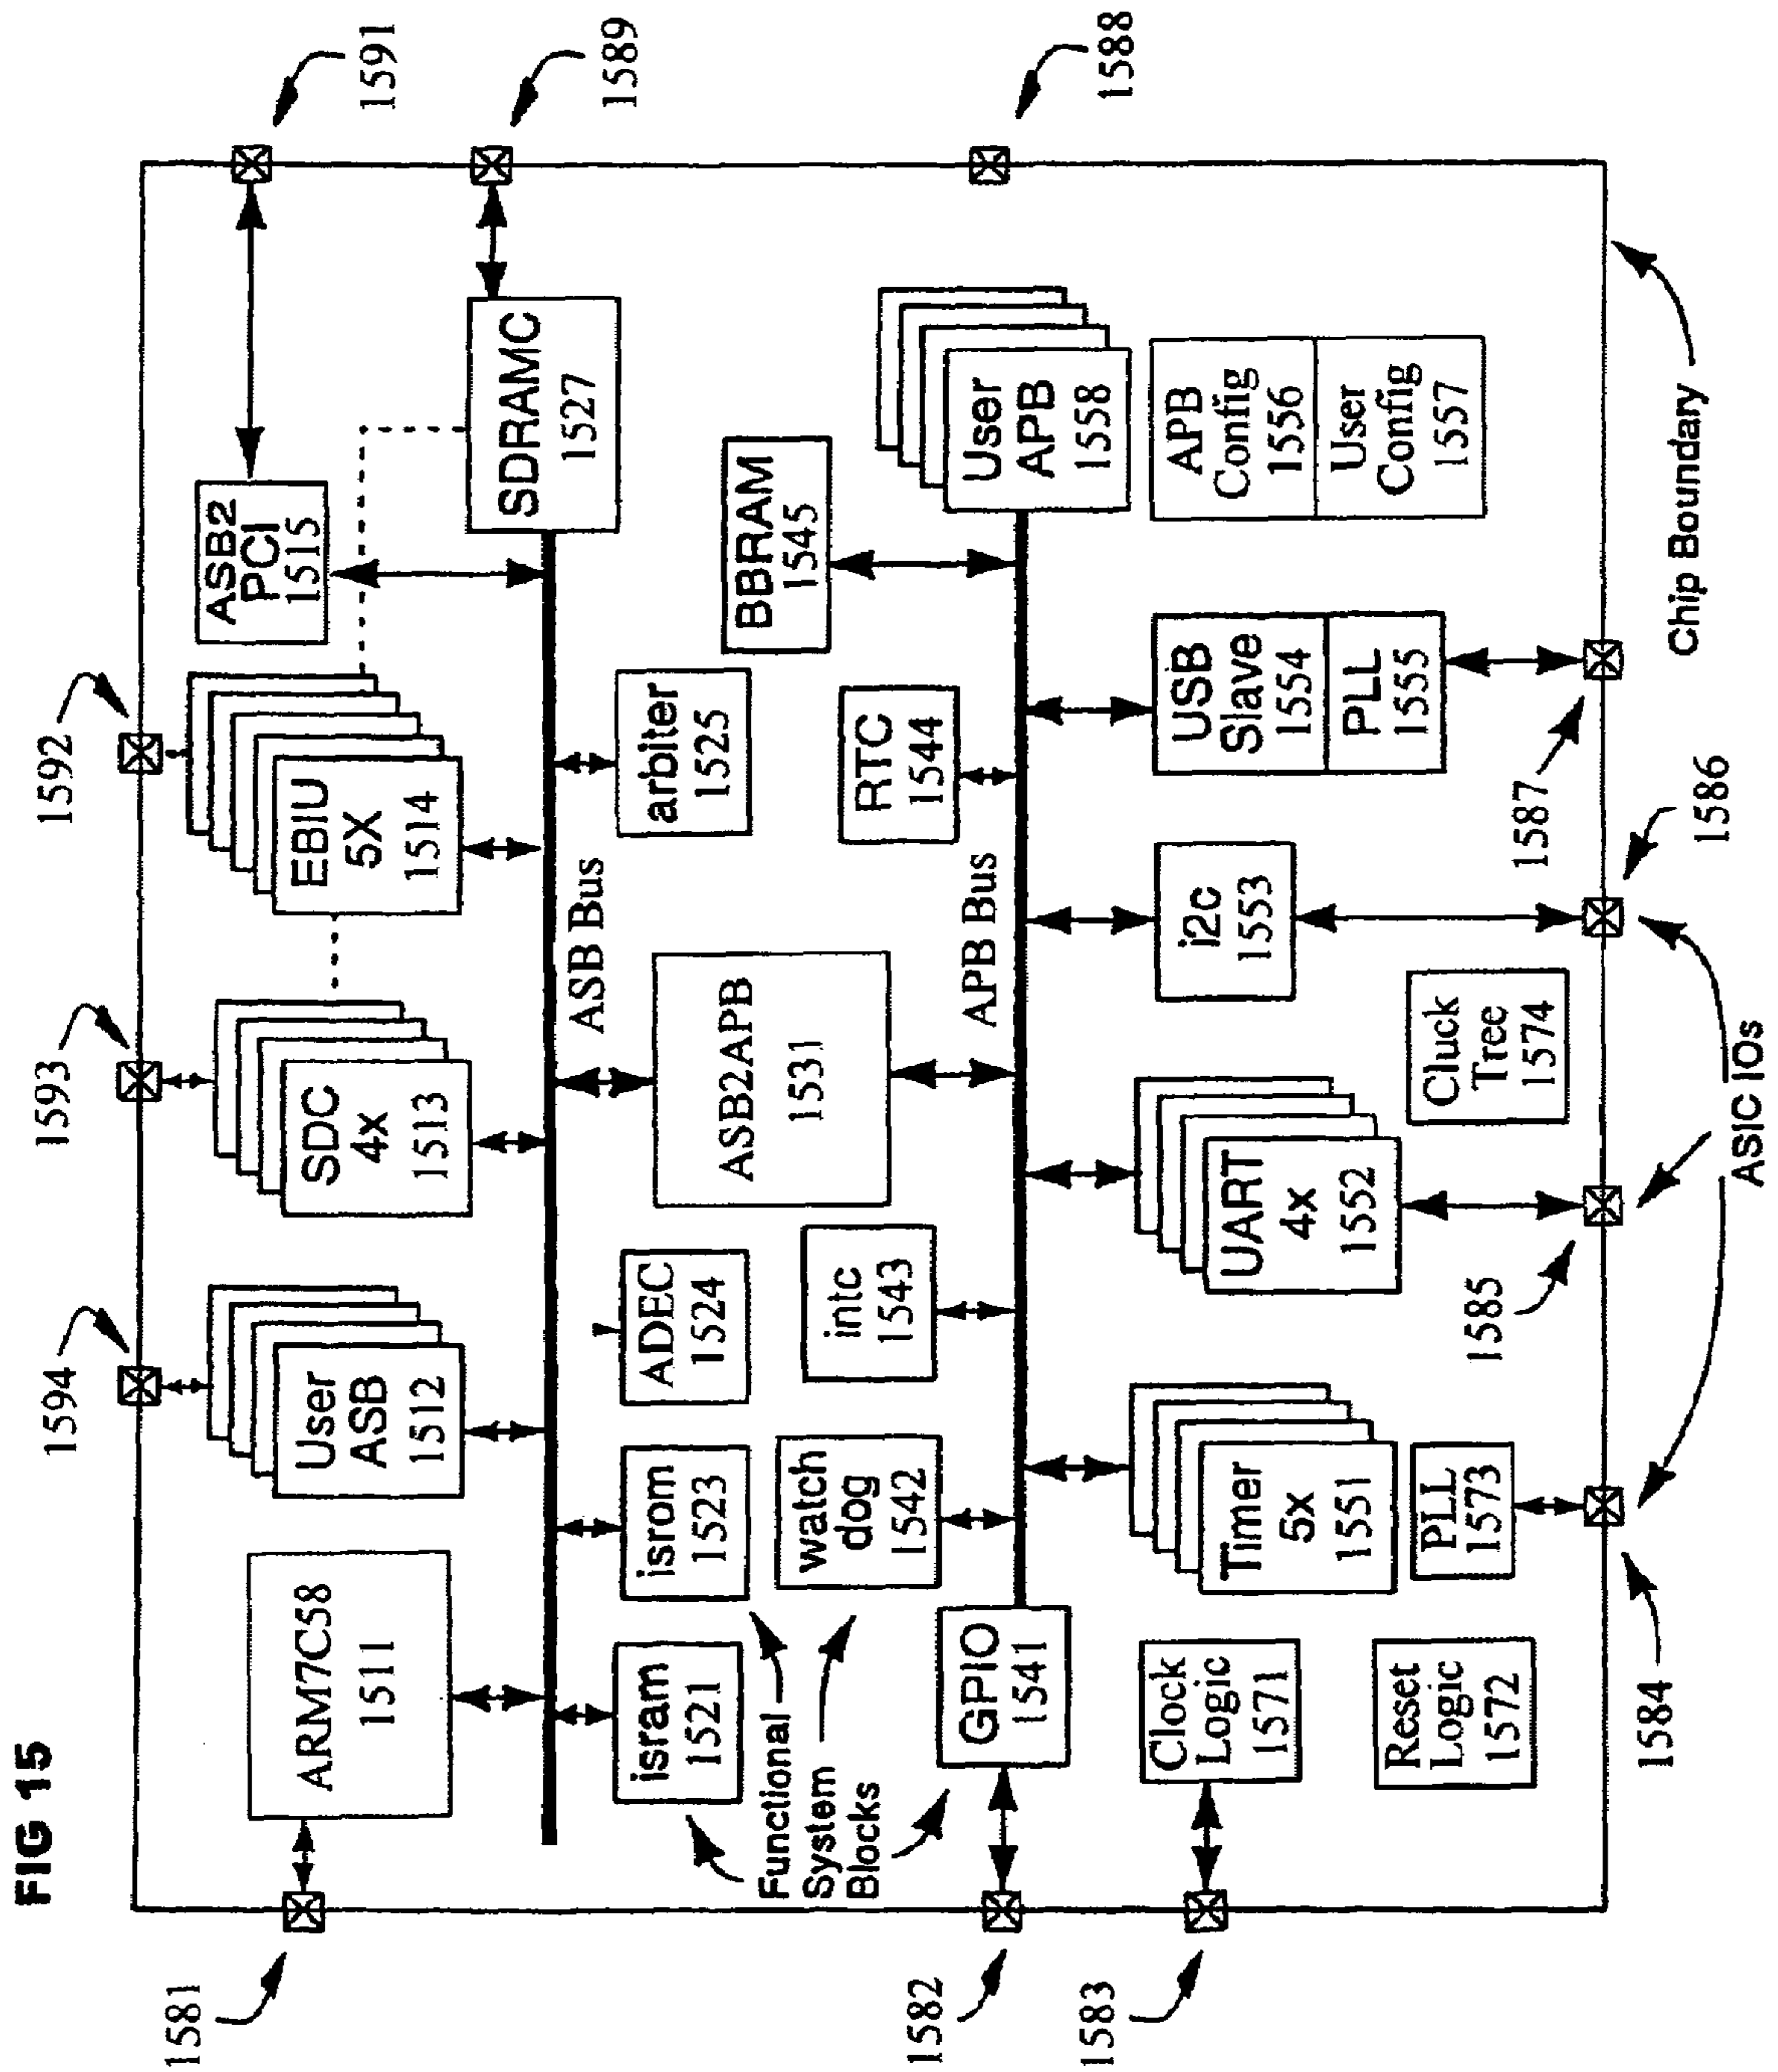 FIG 15
1594
1593
1592
1591
1589
1588
1581
1582
1583
1584
1585
1586
1587
ARM7C58
1511
User
ASB
1512
SDC
4x
1513
EBIU
5X
1514
ASB2
PCI
1515
SDRAMC
1527
ASB Bus
isram
1521
isrom
1523
ADEC
1524
ASB2APB
1531
arbiter
1525
Functional
System
Blocks
watch
dog
1542
intc
1543
RTC
1544
BBRAM
1545
APB Bus
GPIO
1541
User
APB
1558
Clock
Logic
1571
Reset
Logic
1572
Timer
5x
1551
PLL
1573
UART
4x
1552
Cluck
Tree
1574
i2c
1553
USB
Slave
1554
PLL
1555
APB
Config
1556
User
Config
1557
ASIC IOs
Chip Boundary